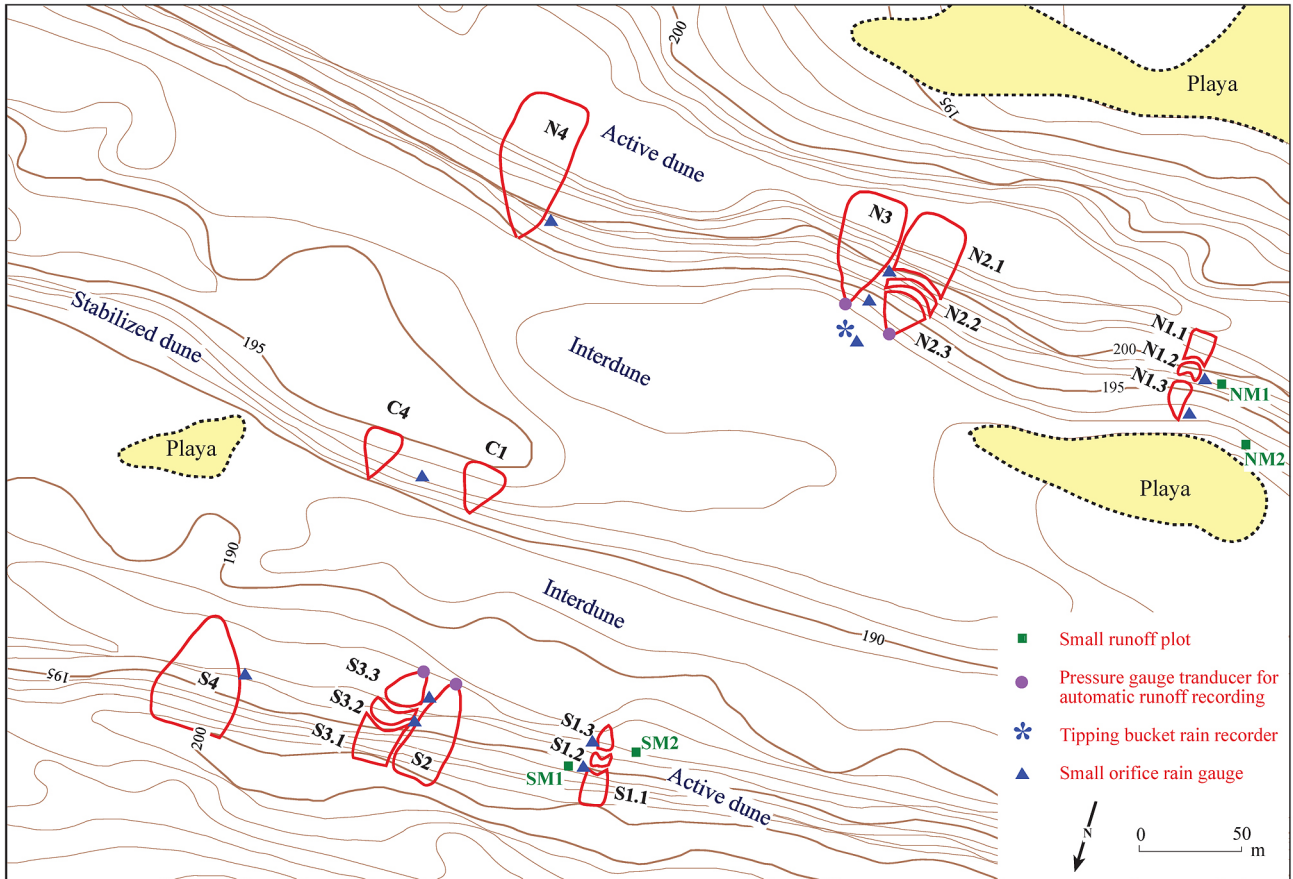 200
Playa
195
N4
Active dune
N3
N2.1
N2.2
N2.3
N1.1
200
N1.2
195
N1.3
NM1
NM2
Playa
Stabilized dune
195
Interdune
C4
C1
Playa
190
Interdune
190
195
S4
200
S3.3
S3.2
S3.1
S2
S1.3
S1.2
SM2
SM1
S1.1
Active dune
Small runoff plot
Pressure gauge tranducer for
automatic runoff recording
Tipping bucket rain recorder
Small orifice rain gauge
N
0 50
m